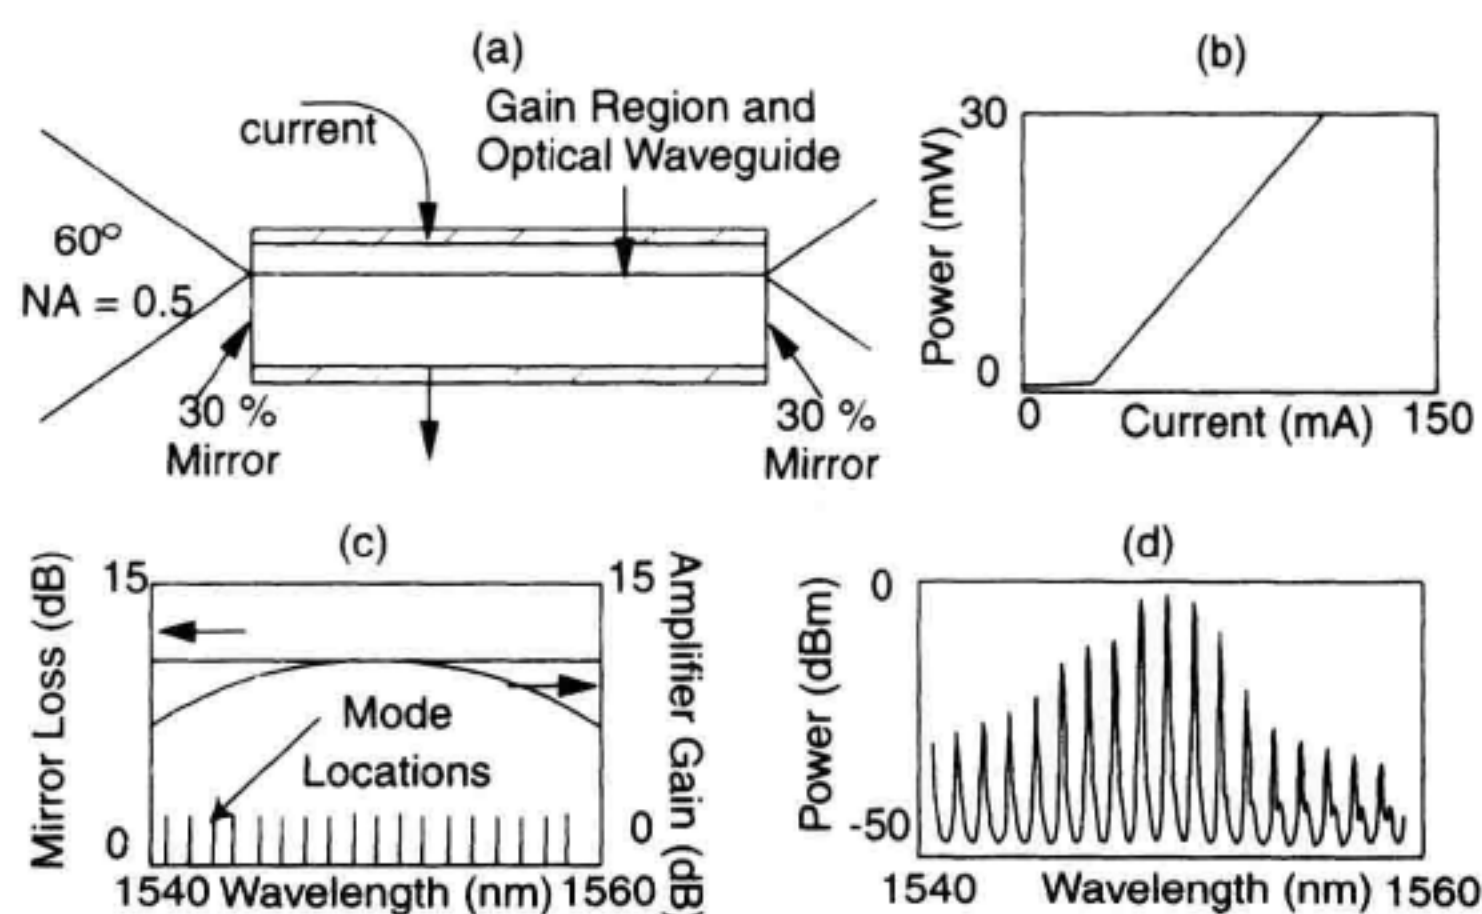 (a)
current
Gain Region and
Optical Waveguide
60°
NA = 0.5
30 %
Mirror
30 %
Mirror
(b)
30
Power (mW)
0
0
Current (mA)
150
(c)
15
Mirror Loss (dB)
0
Mode
Locations
15
Amplifier Gain (dB)
0
1540 Wavelength (nm) 1560
(d)
0
Power (dBm)
-50
1540
Wavelength (nm)
1560